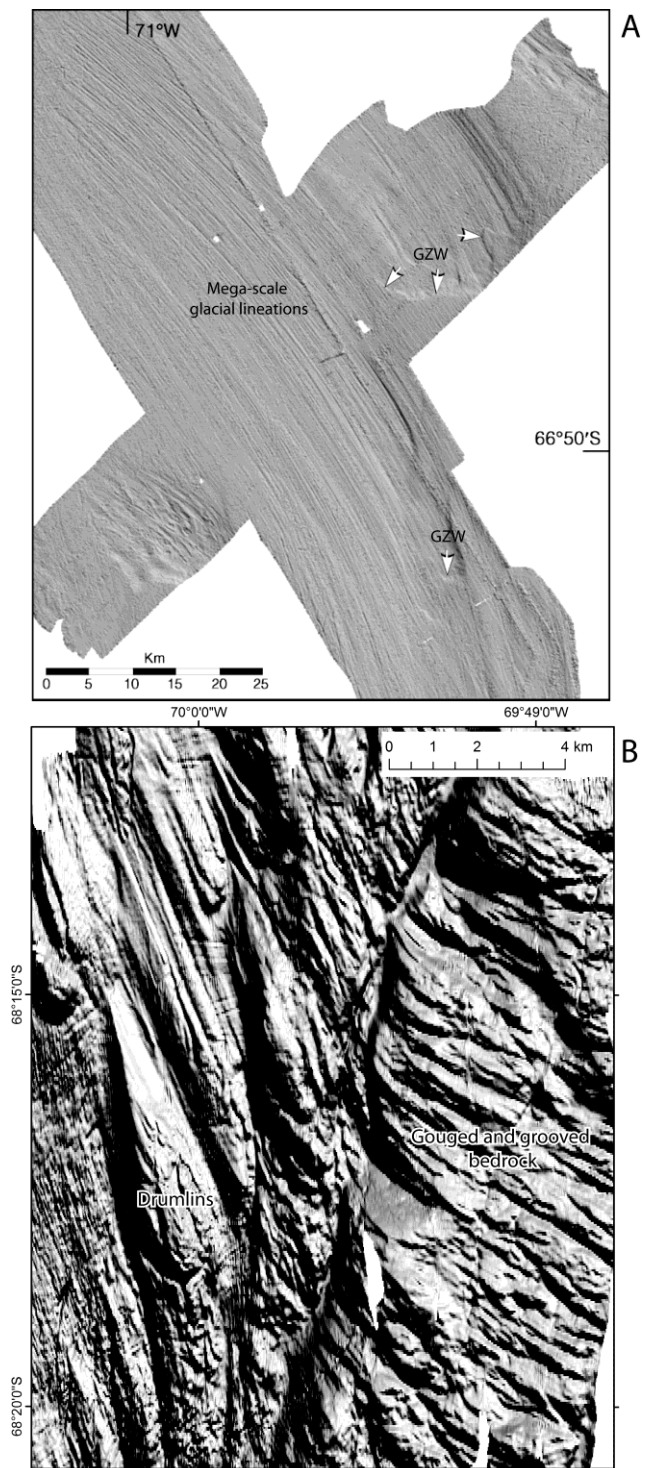 A
71°W
GZW
Mega-scale
glacial lineations
66°50′S
GZW
Km
0 5 10 15 20 25
70°0'0"W 69°49'0"W
B
0 1 2 4 km
68°15'0"S
Gouged and grooved
bedrock
Drumlins
68°20'0"S